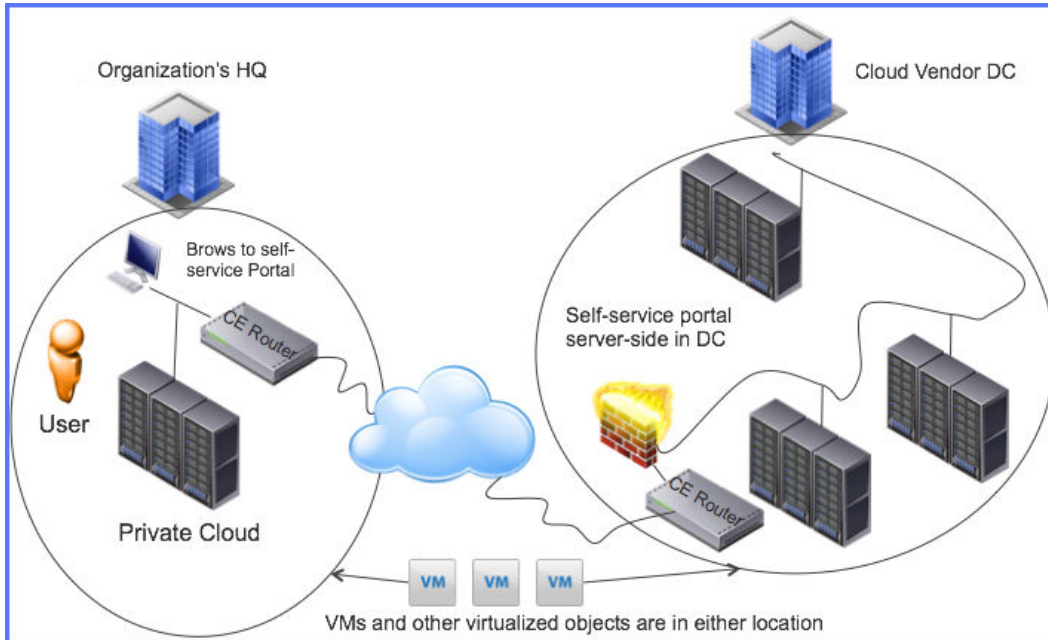 Organization's HQ
Cloud Vendor DC
Brows to self-
service Portal
CE Router
User
Private Cloud
Self-service portal
server-side in DC
CE Router
VM
VM
VM
VMs and other virtualized objects are in either location